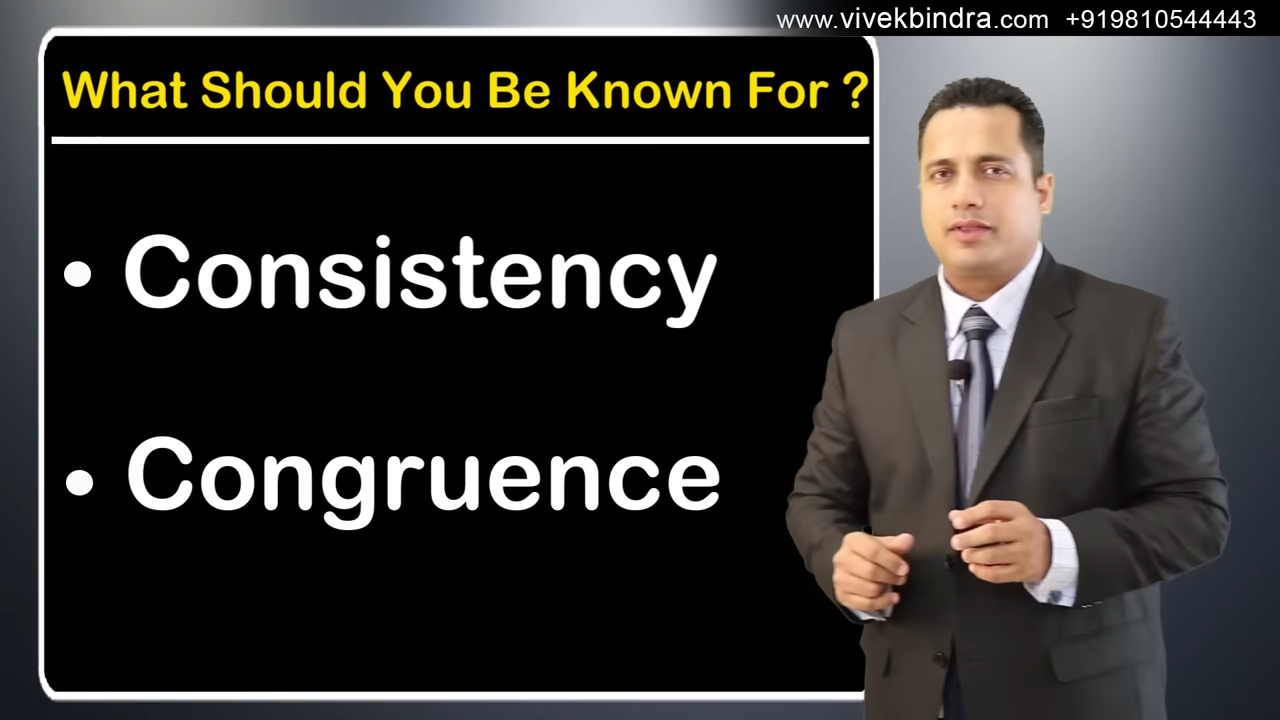 www.vivekbindra.com +919810544443
What Should You Be Known For ?
• Consistency
• Congruence